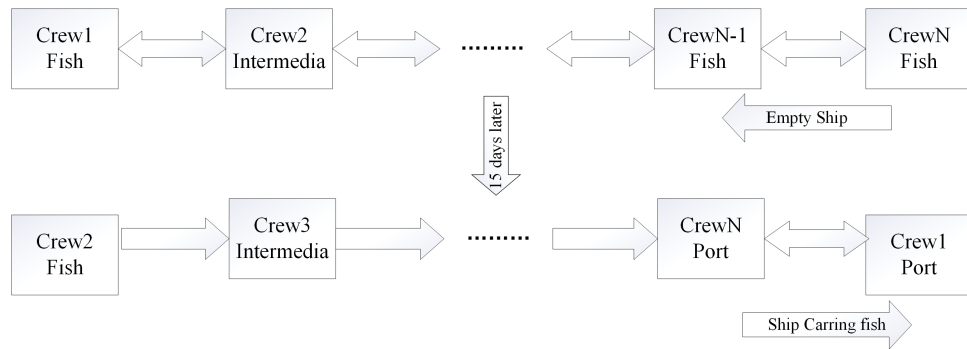 Crew1
Fish
Crew2
Intermedia
.........
CrewN-1
Fish
CrewN
Fish
Empty Ship
15 days later
Crew2
Fish
Crew3
Intermedia
.........
CrewN
Port
Crew1
Port
Ship Carring fish